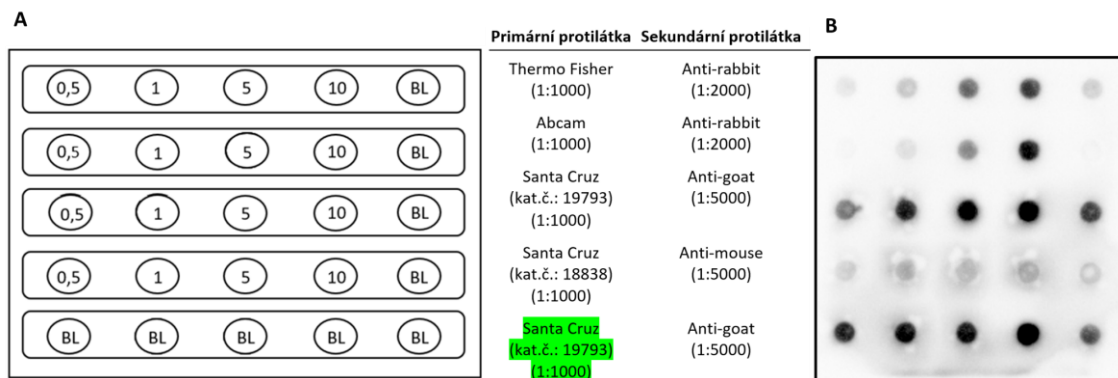 A
B
Primární protilátka Sekundární protilátka
0,5 1 5 10 BL
Thermo Fisher Anti-rabbit
(1:1000) (1:2000)
0,5 1 5 10 BL
Abcam Anti-rabbit
(1:1000) (1:2000)
0,5 1 5 10 BL
Santa Cruz Anti-goat
(kat.č.: 19793) (1:5000)
(1:1000)
0,5 1 5 10 BL
Santa Cruz Anti-mouse
(kat.č.: 18838) (1:5000)
(1:1000)
BL BL BL BL BL
Santa Cruz Anti-goat
(kat.č.: 19793) (1:5000)
(1:1000)